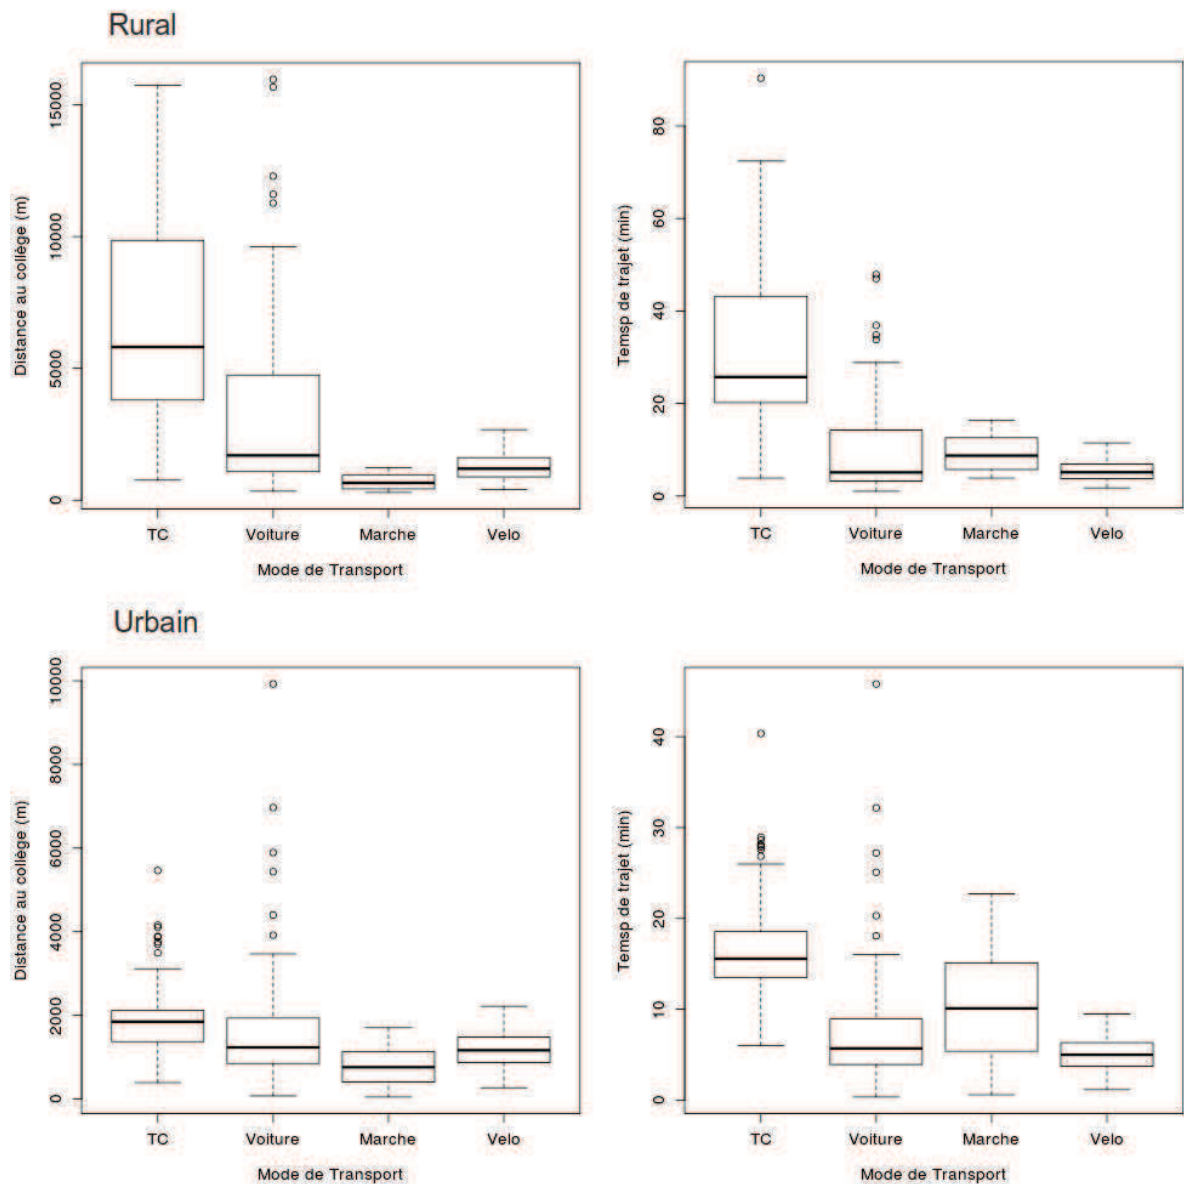 Rural
Distance au collège (m)
15000
10000
5000
0
TC Voiture Marche Velo
Mode de Transport
Temsp de trajet (min)
80
60
40
20
0
TC Voiture Marche Velo
Mode de Transport
Urbain
Distance au collège (m)
10000
8000
6000
4000
2000
0
TC Voiture Marche Velo
Mode de Transport
Temsp de trajet (min)
40
30
20
10
0
TC Voiture Marche Velo
Mode de Transport